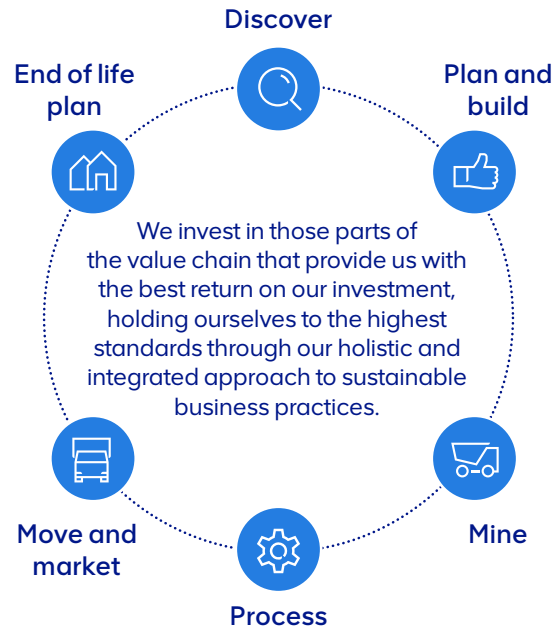 Discover
Plan and
build
Mine
Process
Move and
market
End of life
plan
We invest in those parts of
the value chain that provide us with
the best return on our investment,
holding ourselves to the highest
standards through our holistic and
integrated approach to sustainable
business practices.